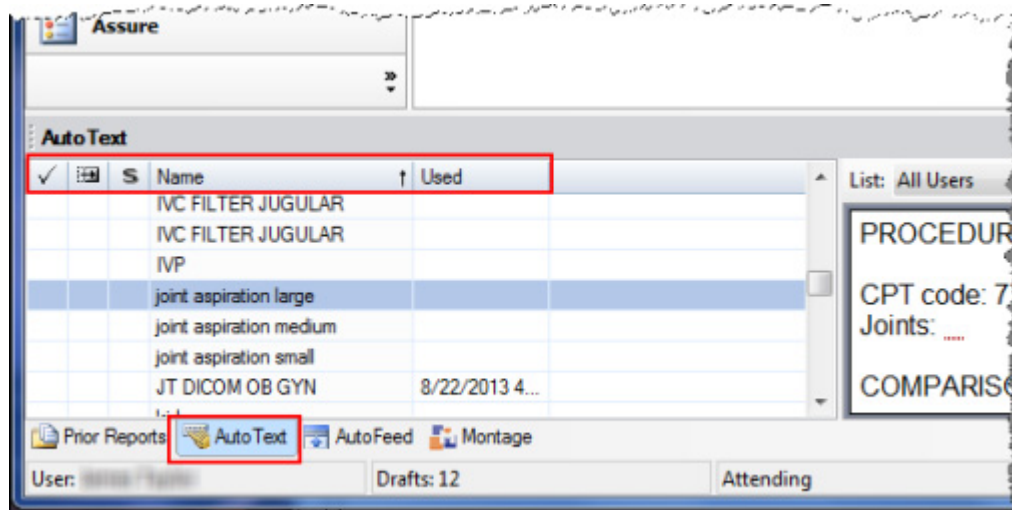 Assure
AutoText
S Name Used
IVC FILTER JUGULAR
IVC FILTER JUGULAR
IVP
joint aspiration large
joint aspiration medium
joint aspiration small
JT DICOM OB GYN 8/22/2013 4...
List: All Users
PROCEDUR
CPT code: 7
Joints:
COMPARIS
Prior Reports AutoText AutoFeed Montage
User: Drafts: 12 Attending